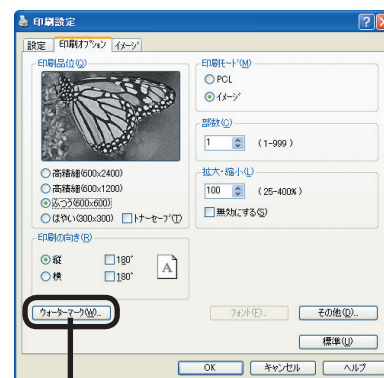 印刷設定
設定 印刷オプション イメージ
印刷品位(Q)
高精細(600x2400)
高精細(600x1200)
ふつう(600x600)
はやい(300x300) トナーセーブ(T)
印刷の向き(R)
縦 180°
横 180°
A
ウォーターマーク(W)...
印刷モード(M)
PCL
イメージ
部数(C)
1 (1-999)
拡大・縮小(L)
100 (25-400%)
無効にする(S)
フォント(F)... その他(D)...
標準(U)
OK キャンセル ヘルプ